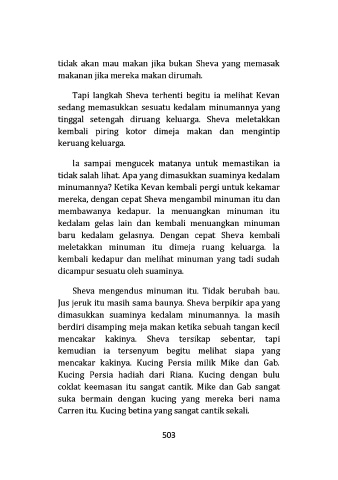 tidak akan mau makan jika bukan Sheva yang memasak
makanan jika mereka makan dirumah.
Tapi langkah Sheva terhenti begitu ia melihat Kevan
sedang memasukkan sesuatu kedalam minumannya yang
tinggal setengah diruang keluarga. Sheva meletakkan
kembali piring kotor dimeja makan dan mengintip
keruang keluarga.
Ia sampai mengucek matanya untuk memastikan ia
tidak salah lihat. Apa yang dimasukkan suaminya kedalam
minumannya? Ketika Kevan kembali pergi untuk kekamar
mereka, dengan cepat Sheva mengambil minuman itu dan
membawanya kedapur. Ia menuangkan minuman itu
kedalam gelas lain dan kembali menuangkan minuman
baru kedalam gelasnya. Dengan cepat Sheva kembali
meletakkan minuman itu dimeja ruang keluarga. Ia
kembali kedapur dan melihat minuman yang tadi sudah
dicampur sesuatu oleh suaminya.
Sheva mengendus minuman itu. Tidak berubah bau.
Jus jeruk itu masih sama baunya. Sheva berpikir apa yang
dimasukkan suaminya kedalam minumannya. Ia masih
berdiri disamping meja makan ketika sebuah tangan kecil
mencakar kakinya. Sheva tersikap sebentar, tapi
kemudian ia tersenyum begitu melihat siapa yang
mencakar kakinya. Kucing Persia milik Mike dan Gab.
Kucing Persia hadiah dari Riana. Kucing dengan bulu
coklat keemasan itu sangat cantik. Mike dan Gab sangat
suka bermain dengan kucing yang mereka beri nama
Carren itu. Kucing betina yang sangat cantik sekali.
503